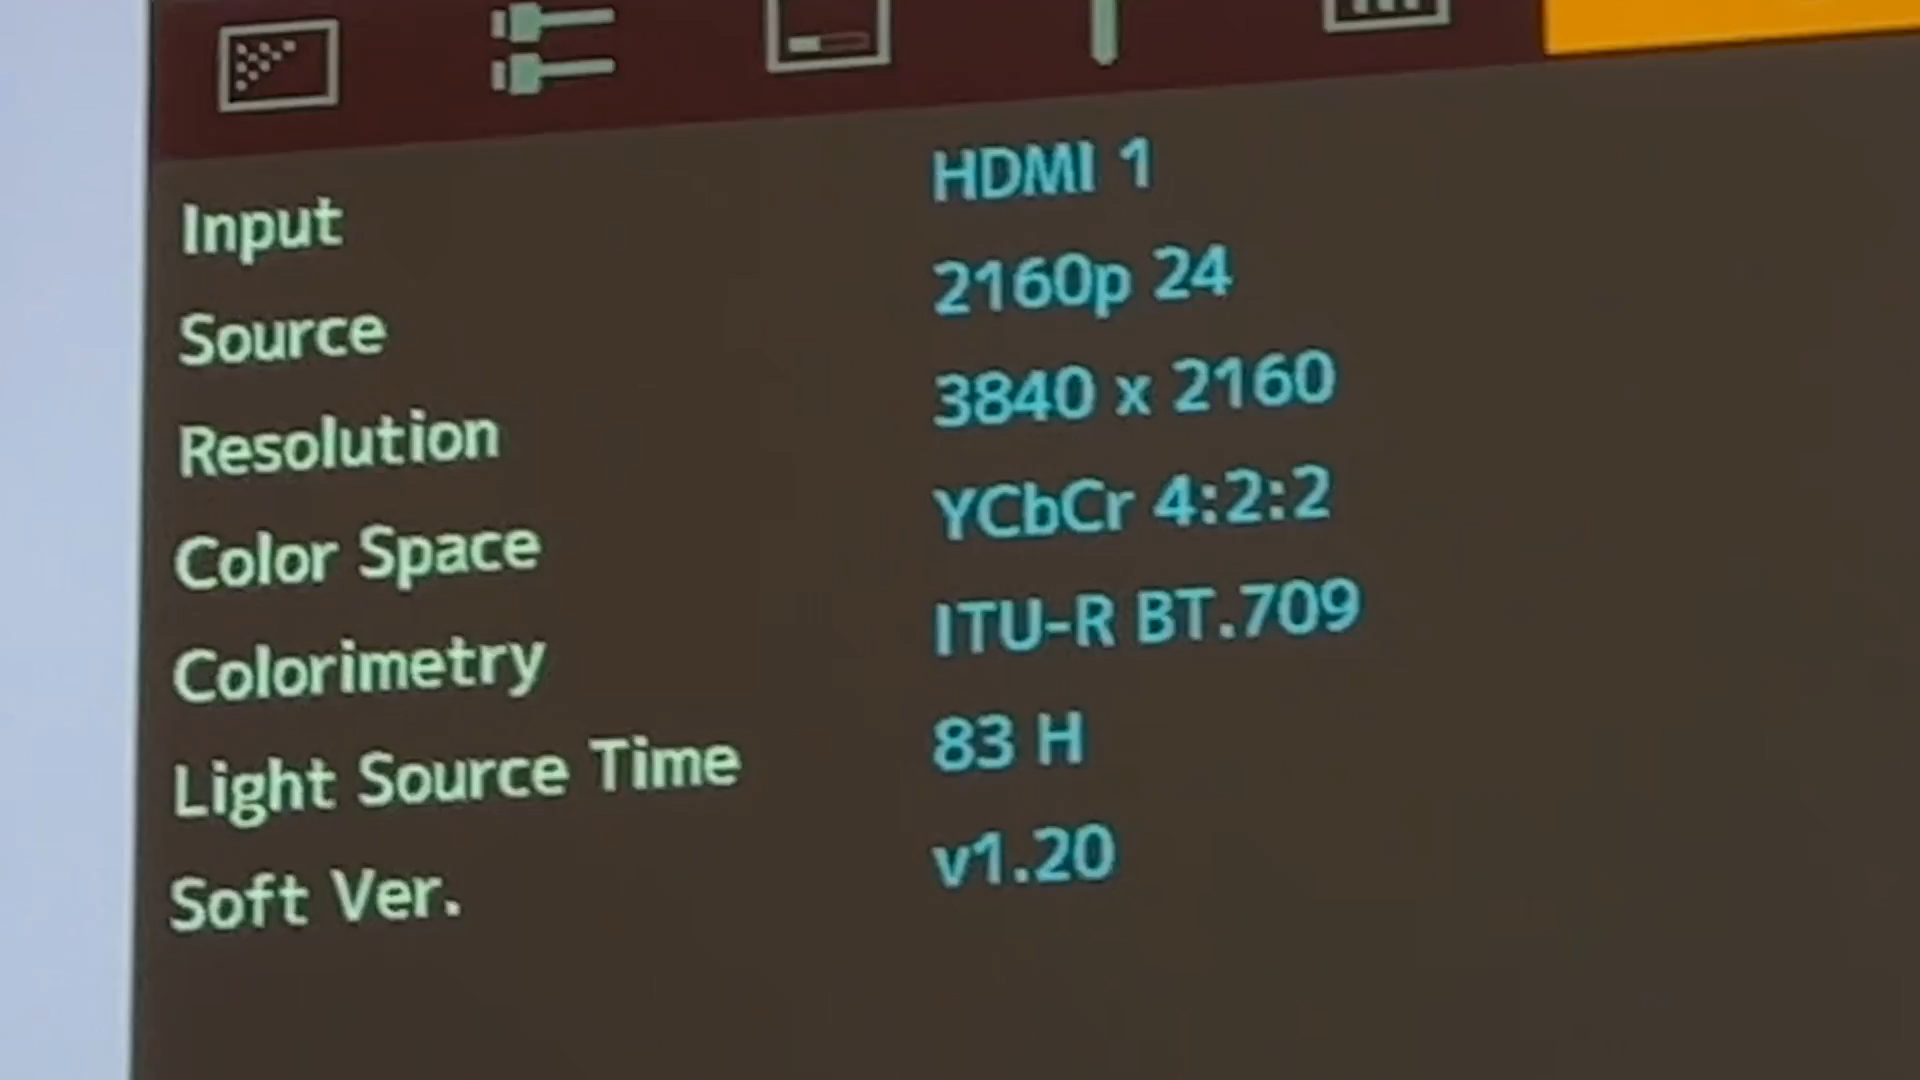 Input HDMI 1
Source 2160p 24
Resolution 3840 x 2160
Color Space YCbCr 4:2:2
Colorimetry ITU-R BT.709
Light Source Time 83 H
Soft Ver. v1.20